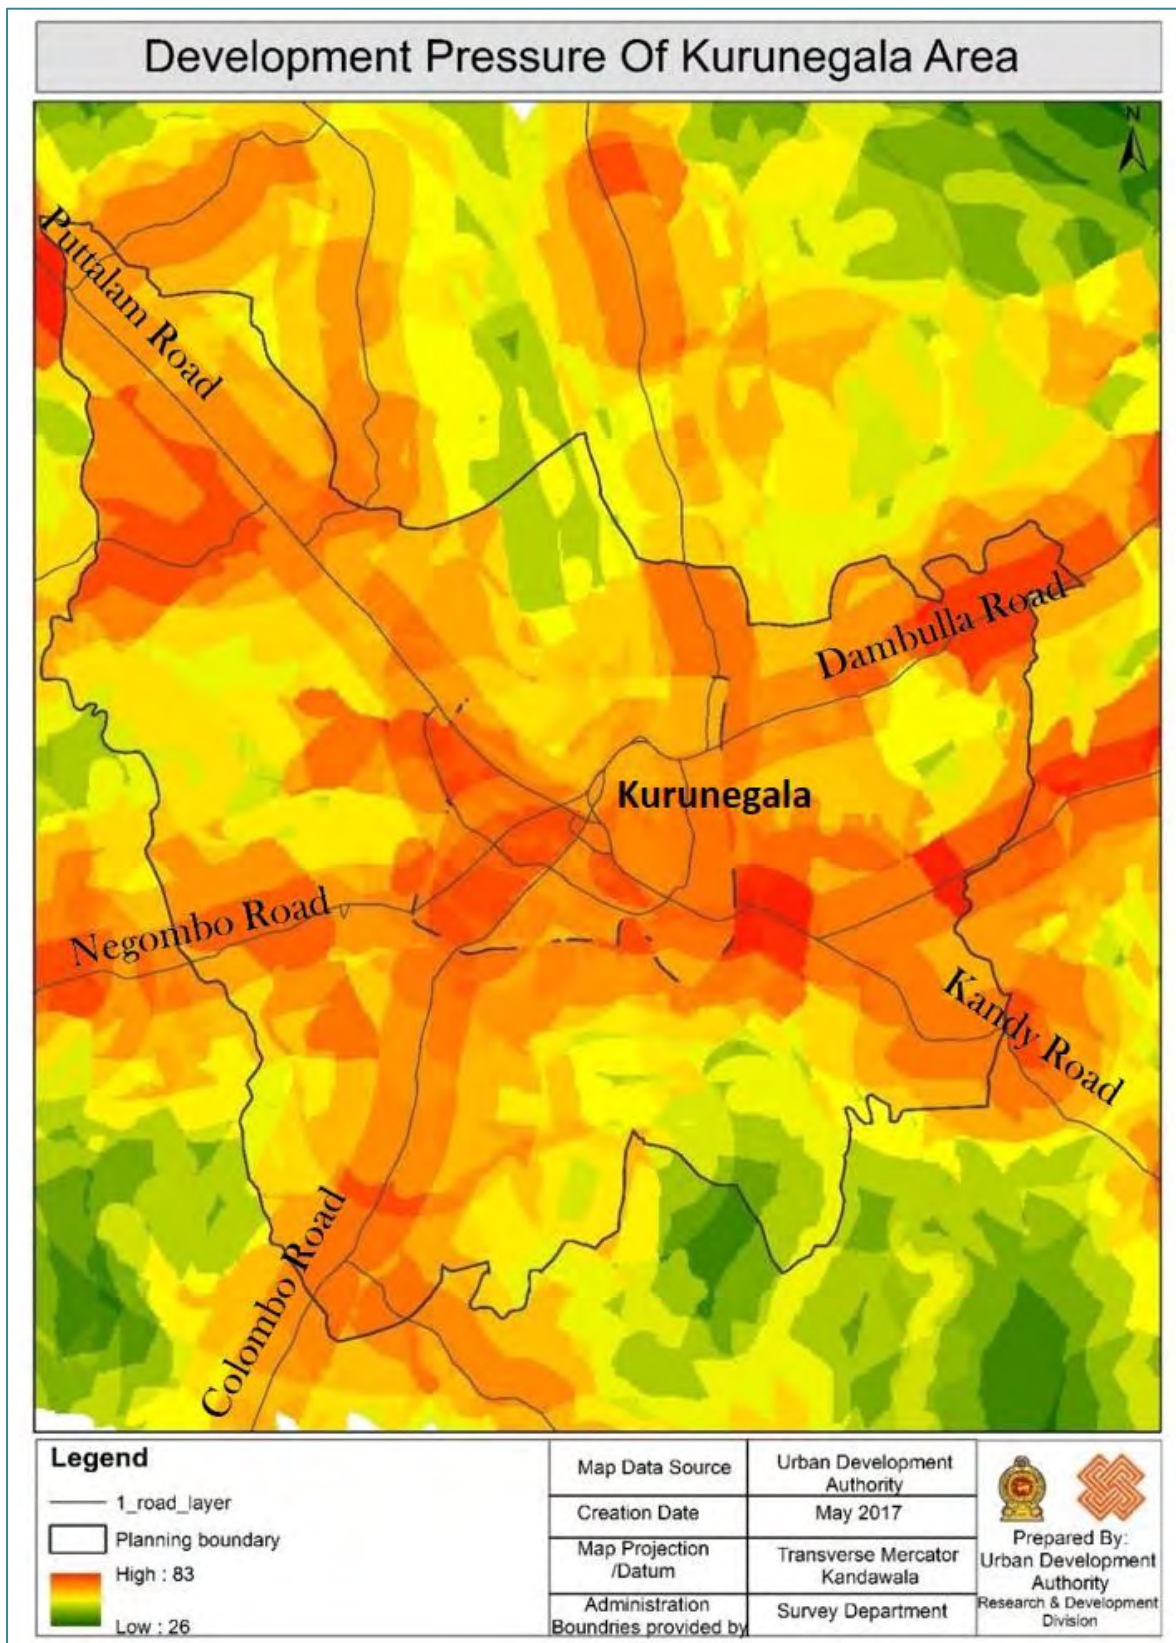 Development Pressure Of Kurunegala Area
N
Puttalam Road
Dambulla Road
Kurunegala
Negombo Road
Kandy Road
Colombo Road
Legend
1_road_layer
Planning boundary
High : 83
Low : 26
Map Data Source
Urban Development
Authority
Creation Date
May 2017
Map Projection
/Datum
Transverse Mercator
Kandawala
Administration
Boundries provided by
Survey Department
Prepared By:
Urban Development
Authority
Research & Development
Division